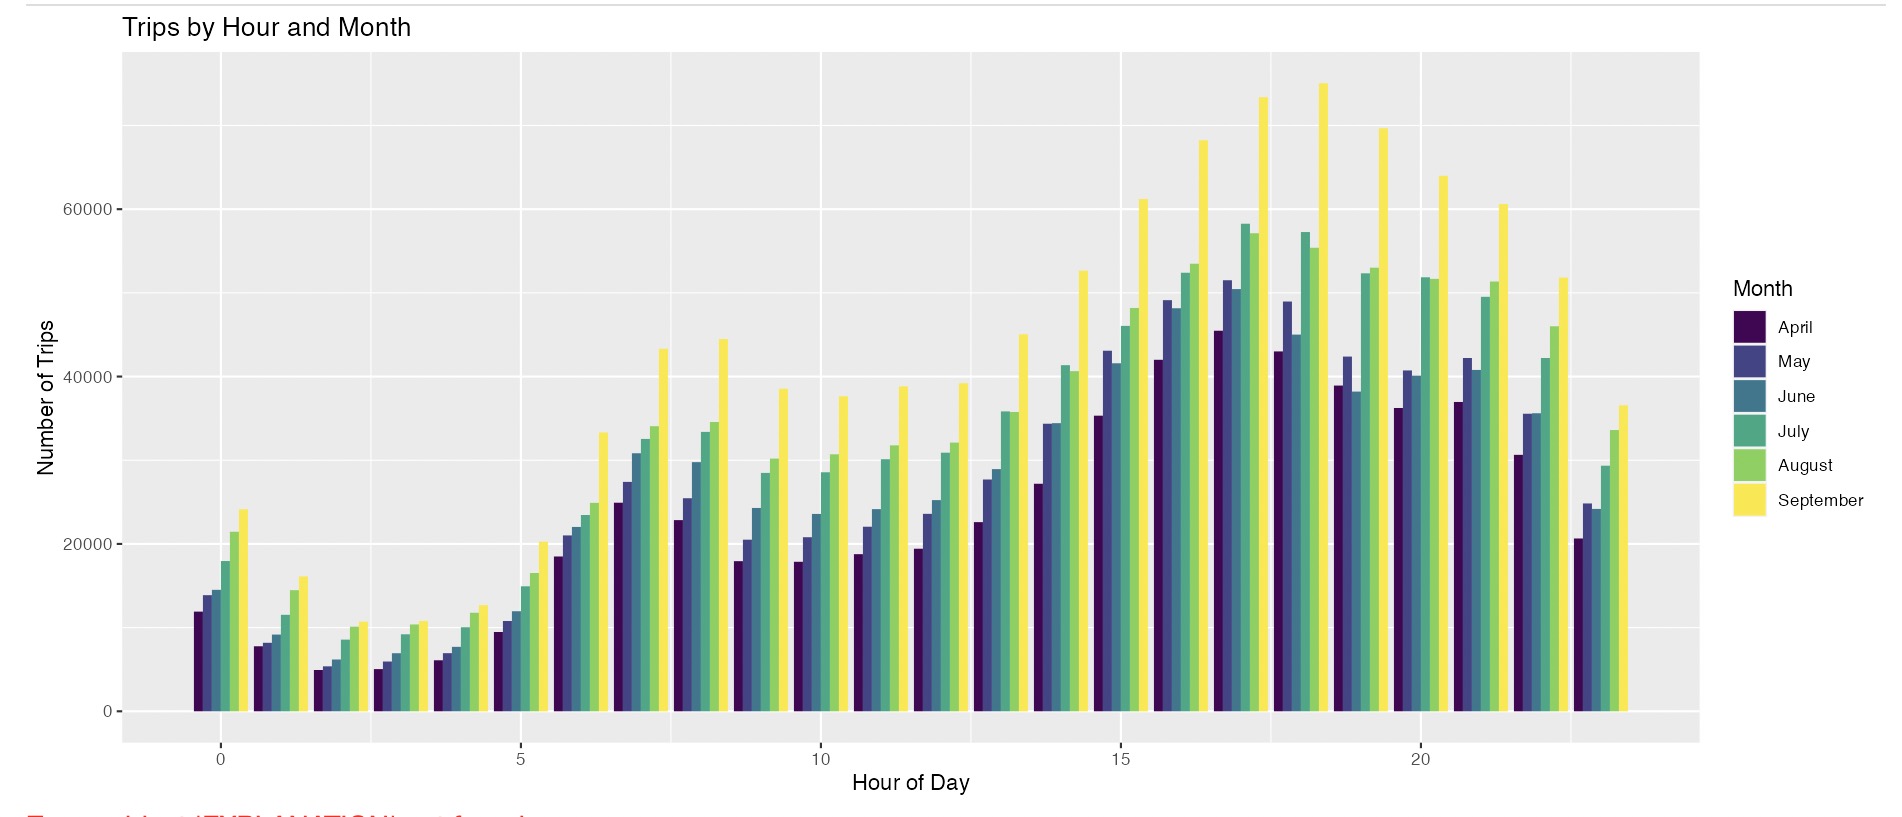 Trips by Hour and Month
60000
40000
20000
0
Number of Trips
0 5 10 15 20
Hour of Day
Month
April
May
June
July
August
September